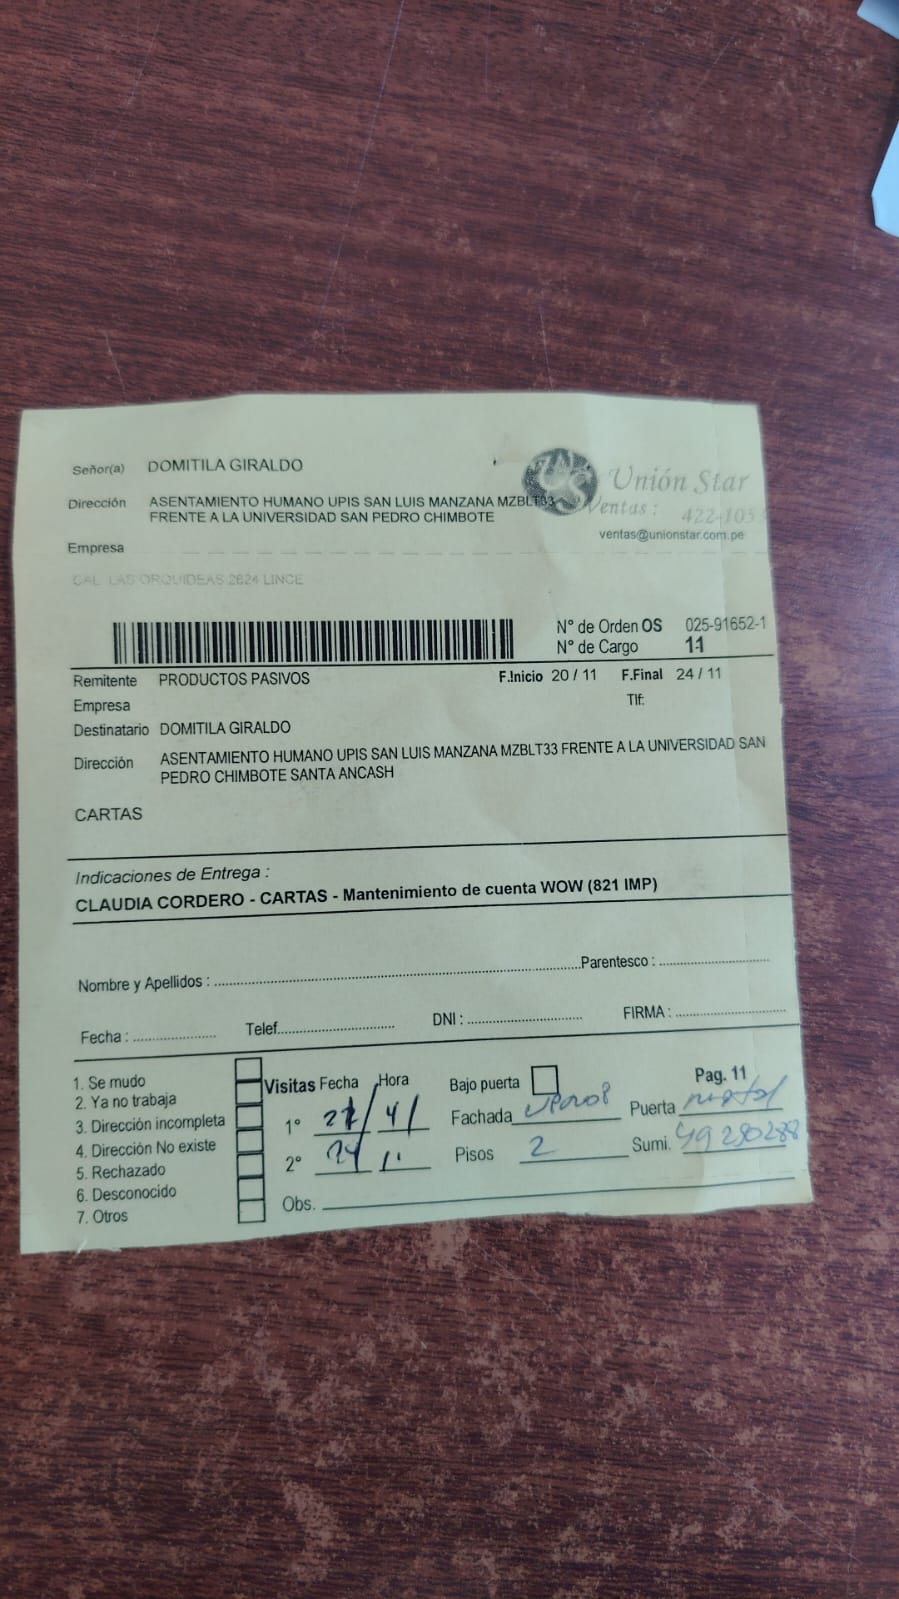 Señor(a) DOMITILA GIRALDO
Unión Star
Dirección ASENTAMIENTO HUMANO UPIS SAN LUIS MANZANA MZBLT33
FRENTE A LA UNIVERSIDAD SAN PEDRO CHIMBOTE
Ventas : 422-105
ventas@unionstar.com.pe
Empresa
CAL. LAS ORQUIDEAS 2624 LINCE
N° de Orden OS 025-91652-1
N° de Cargo 11
Remitente PRODUCTOS PASIVOS F.Inicio 20 / 11 F.Final 24 / 11
Empresa Tlf:
Destinatario DOMITILA GIRALDO
Dirección ASENTAMIENTO HUMANO UPIS SAN LUIS MANZANA MZBLT33 FRENTE A LA UNIVERSIDAD SAN
PEDRO CHIMBOTE SANTA ANCASH
CARTAS
Indicaciones de Entrega :
CLAUDIA CORDERO - CARTAS - Mantenimiento de cuenta WOW (821 IMP)
Nombre y Apellidos : Parentesco :
Fecha : Telef. DNI : FIRMA :
1. Se mudo
2. Ya no trabaja
3. Dirección incompleta
4. Dirección No existe
5. Rechazado
6. Desconocido
7. Otros
Visitas Fecha Hora Bajo puerta Pag. 11
1° Fachada Puerta
2° 24 Pisos 2 Sumi. 49250288
Obs.